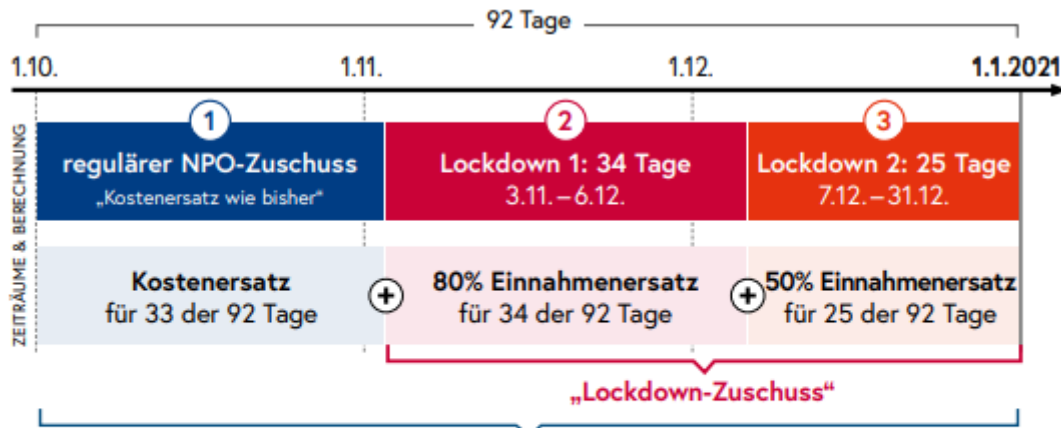 92 Tage
1.10.
1.11.
1.12.
1.1.2021
ZEITRÄUME & BERECHNUNG
1
regulärer NPO-Zuschuss
„Kostenersatz wie bisher“
2
Lockdown 1: 34 Tage
3.11. – 6.12.
3
Lockdown 2: 25 Tage
7.12. – 31.12.
Kostenersatz
für 33 der 92 Tage
+
80% Einnahmenersatz
für 34 der 92 Tage
+
50% Einnahmenersatz
für 25 der 92 Tage
„Lockdown-Zuschuss“